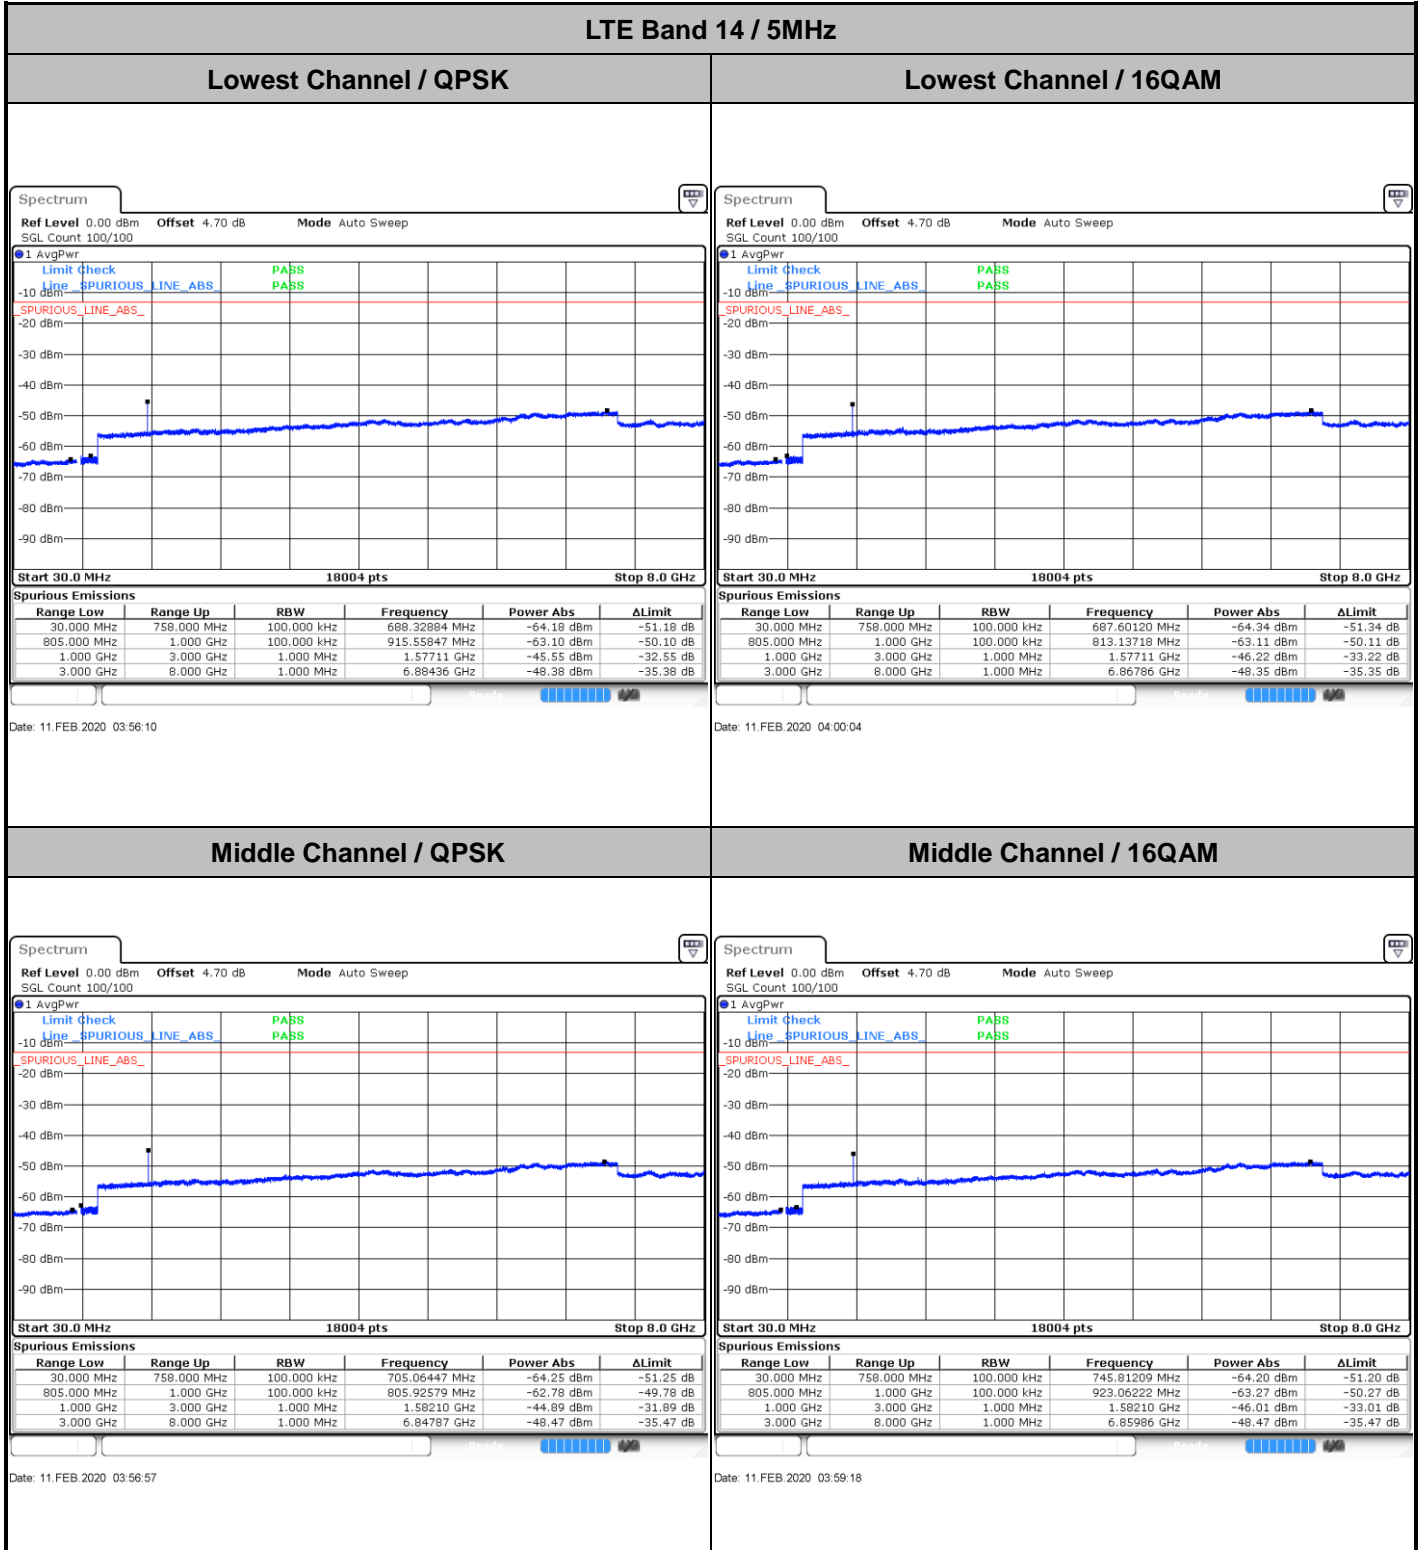 LTE Band 14 / 5MHz
Lowest Channel / QPSK
Lowest Channel / 16QAM
Spectrum
Ref Level 0.00 dBm Offset 4.70 dB Mode Auto Sweep
SGL Count 100/100
1 AvgPwr
Limit Check PASS
Line _SPURIOUS_LINE_ABS_ PASS
-10 dBm
_SPURIOUS_LINE_ABS_
-20 dBm
-30 dBm
-40 dBm
-50 dBm
-60 dBm
-70 dBm
-80 dBm
-90 dBm
Start 30.0 MHz 18004 pts Stop 8.0 GHz
Spurious Emissions
Range Low Range Up RBW Frequency Power Abs ΔLimit
30.000 MHz 758.000 MHz 100.000 kHz 688.32884 MHz -64.18 dBm -51.18 dB
805.000 MHz 1.000 GHz 100.000 kHz 915.55847 MHz -63.10 dBm -50.10 dB
1.000 GHz 3.000 GHz 1.000 MHz 1.57711 GHz -45.55 dBm -32.55 dB
3.000 GHz 8.000 GHz 1.000 MHz 6.88436 GHz -48.38 dBm -35.38 dB
Ready
Date: 11.FEB.2020 03:56:10
Spectrum
Ref Level 0.00 dBm Offset 4.70 dB Mode Auto Sweep
SGL Count 100/100
1 AvgPwr
Limit Check PASS
Line _SPURIOUS_LINE_ABS_ PASS
-10 dBm
_SPURIOUS_LINE_ABS_
-20 dBm
-30 dBm
-40 dBm
-50 dBm
-60 dBm
-70 dBm
-80 dBm
-90 dBm
Start 30.0 MHz 18004 pts Stop 8.0 GHz
Spurious Emissions
Range Low Range Up RBW Frequency Power Abs ΔLimit
30.000 MHz 758.000 MHz 100.000 kHz 687.60120 MHz -64.34 dBm -51.34 dB
805.000 MHz 1.000 GHz 100.000 kHz 813.13718 MHz -63.11 dBm -50.11 dB
1.000 GHz 3.000 GHz 1.000 MHz 1.57711 GHz -46.22 dBm -33.22 dB
3.000 GHz 8.000 GHz 1.000 MHz 6.86786 GHz -48.35 dBm -35.35 dB
Ready
Date: 11.FEB.2020 04:00:04
Middle Channel / QPSK
Middle Channel / 16QAM
Spectrum
Ref Level 0.00 dBm Offset 4.70 dB Mode Auto Sweep
SGL Count 100/100
1 AvgPwr
Limit Check PASS
Line _SPURIOUS_LINE_ABS_ PASS
-10 dBm
_SPURIOUS_LINE_ABS_
-20 dBm
-30 dBm
-40 dBm
-50 dBm
-60 dBm
-70 dBm
-80 dBm
-90 dBm
Start 30.0 MHz 18004 pts Stop 8.0 GHz
Spurious Emissions
Range Low Range Up RBW Frequency Power Abs ΔLimit
30.000 MHz 758.000 MHz 100.000 kHz 705.06447 MHz -64.25 dBm -51.25 dB
805.000 MHz 1.000 GHz 100.000 kHz 805.92579 MHz -62.78 dBm -49.78 dB
1.000 GHz 3.000 GHz 1.000 MHz 1.58210 GHz -44.89 dBm -31.89 dB
3.000 GHz 8.000 GHz 1.000 MHz 6.84787 GHz -48.47 dBm -35.47 dB
Ready
Date: 11.FEB.2020 03:56:57
Spectrum
Ref Level 0.00 dBm Offset 4.70 dB Mode Auto Sweep
SGL Count 100/100
1 AvgPwr
Limit Check PASS
Line _SPURIOUS_LINE_ABS_ PASS
-10 dBm
_SPURIOUS_LINE_ABS_
-20 dBm
-30 dBm
-40 dBm
-50 dBm
-60 dBm
-70 dBm
-80 dBm
-90 dBm
Start 30.0 MHz 18004 pts Stop 8.0 GHz
Spurious Emissions
Range Low Range Up RBW Frequency Power Abs ΔLimit
30.000 MHz 758.000 MHz 100.000 kHz 745.81209 MHz -64.20 dBm -51.20 dB
805.000 MHz 1.000 GHz 100.000 kHz 923.06222 MHz -63.27 dBm -50.27 dB
1.000 GHz 3.000 GHz 1.000 MHz 1.58210 GHz -46.01 dBm -33.01 dB
3.000 GHz 8.000 GHz 1.000 MHz 6.85986 GHz -48.47 dBm -35.47 dB
Ready
Date: 11.FEB.2020 03:59:18